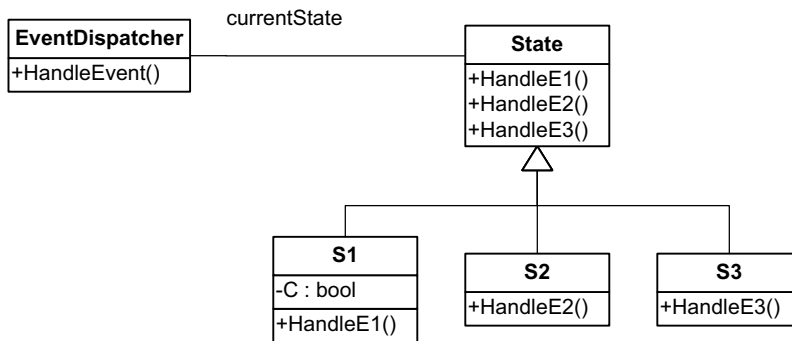 currentState
EventDispatcher
+HandleEvent()
State
+HandleE1()
+HandleE2()
+HandleE3()
S1
-C : bool
+HandleE1()
S2
+HandleE2()
S3
+HandleE3()